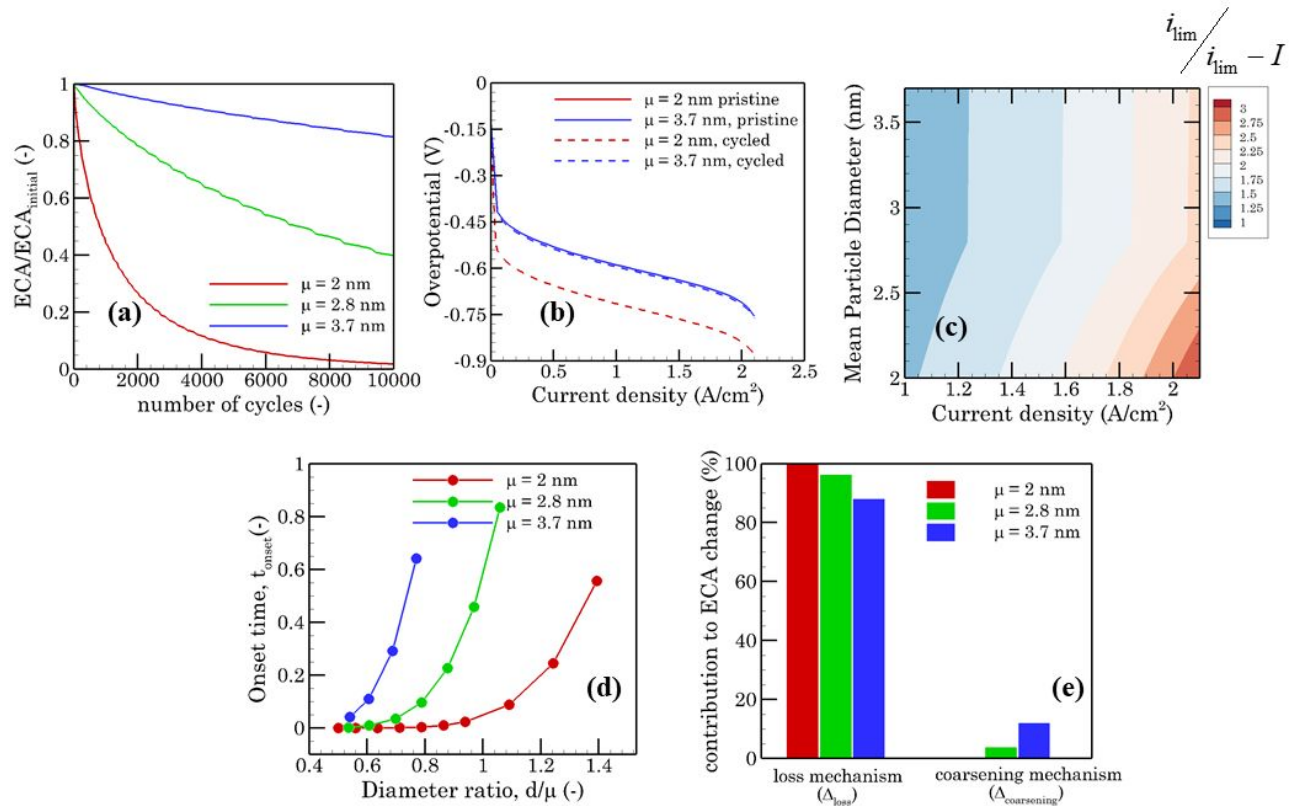 i_lim / i_lim − I
1
0.8
0.6
0.4
0.2
0
ECA/ECA_initial (-)
(a)
μ = 2 nm
μ = 2.8 nm
μ = 3.7 nm
0 2000 4000 6000 8000 10000
number of cycles (-)
0
-0.15
-0.3
-0.45
-0.6
-0.75
-0.9
Overpotential (V)
μ = 2 nm pristine
μ = 3.7 nm, pristine
μ = 2 nm, cycled
μ = 3.7 nm, cycled
(b)
0 0.5 1 1.5 2 2.5
Current density (A/cm²)
3.5
3
2.5
2
Mean Particle Diameter (nm)
(c)
1 1.2 1.4 1.6 1.8 2
Current density (A/cm²)
3
2.75
2.5
2.25
2
1.75
1.5
1.25
1
1
0.8
0.6
0.4
0.2
0
Onset time, t_onset (-)
μ = 2 nm
μ = 2.8 nm
μ = 3.7 nm
(d)
0.4 0.6 0.8 1 1.2 1.4
Diameter ratio, d/μ (-)
100
80
60
40
20
0
contribution to ECA change (%)
μ = 2 nm
μ = 2.8 nm
μ = 3.7 nm
(e)
loss mechanism
(Δ_loss)
coarsening mechanism
(Δ_coarsening)